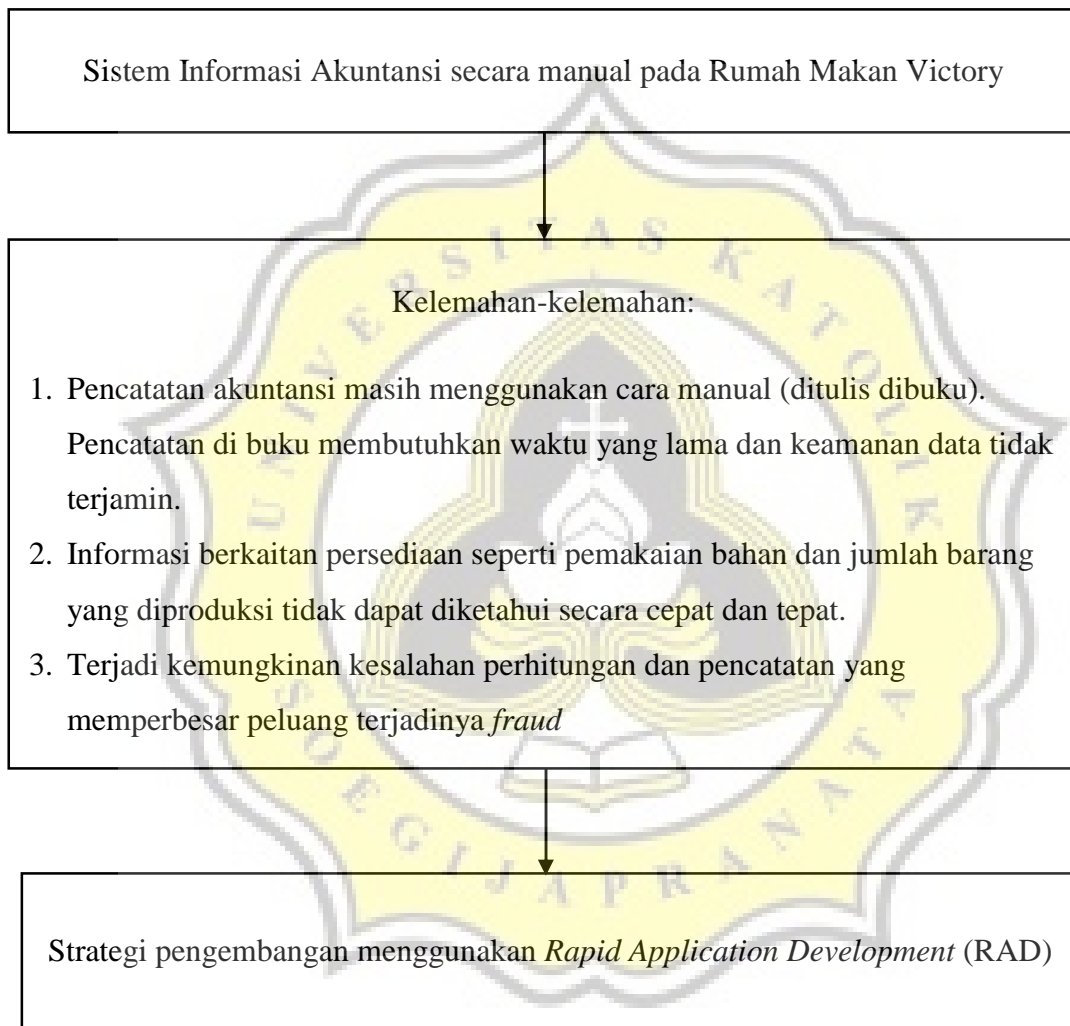 Sistem Informasi Akuntansi secara manual pada Rumah Makan Victory
Kelemahan-kelemahan:
1. Pencatatan akuntansi masih menggunakan cara manual (ditulis dibuku).
Pencatatan di buku membutuhkan waktu yang lama dan keamanan data tidak
terjamin.
2. Informasi berkaitan persediaan seperti pemakaian bahan dan jumlah barang
yang diproduksi tidak dapat diketahui secara cepat dan tepat.
3. Terjadi kemungkinan kesalahan perhitungan dan pencatatan yang
memperbesar peluang terjadinya fraud
Strategi pengembangan menggunakan Rapid Application Development (RAD)
UNIVERSITAS KATOLIK
SOEGIJAPRANATA